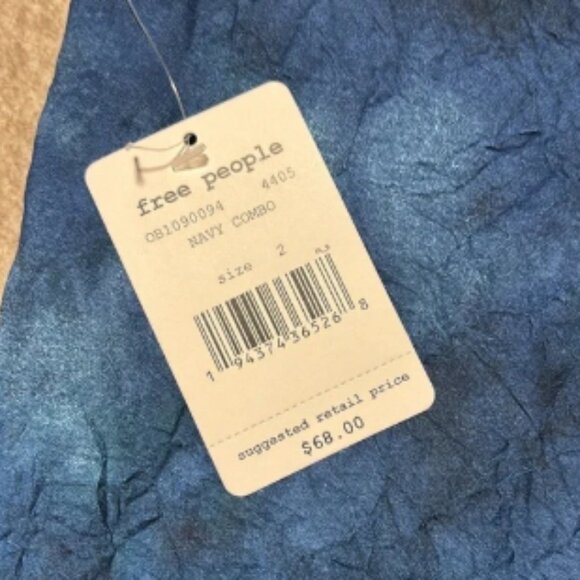 free people
OB1090094 4405
NAVY COMBO
size 2
1 94374 36526 8
suggested retail price
$68.00